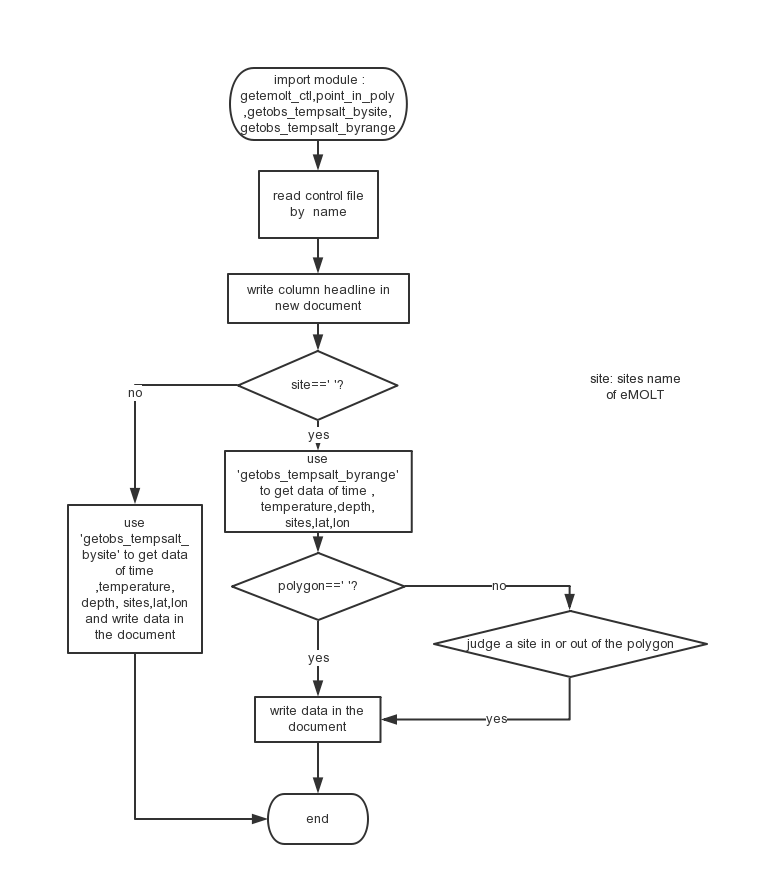 import module :
getemolt_ctl,point_in_poly
,getobs_tempsalt_bysite,
getobs_tempsalt_byrange
read control file
by  name
write column headline in
new document
site==' '?
site: sites name
of eMOLT
no
yes
use
'getobs_tempsalt_byrange'
to get data of time ,
temperature,depth,
sites,lat,lon
use
'getobs_tempsalt_
bysite' to get data
of time
,temperature,
depth, sites,lat,lon
and write data in
the document
polygon==' '?
no
judge a site in or out of the polygon
yes
write data in the
document
yes
end